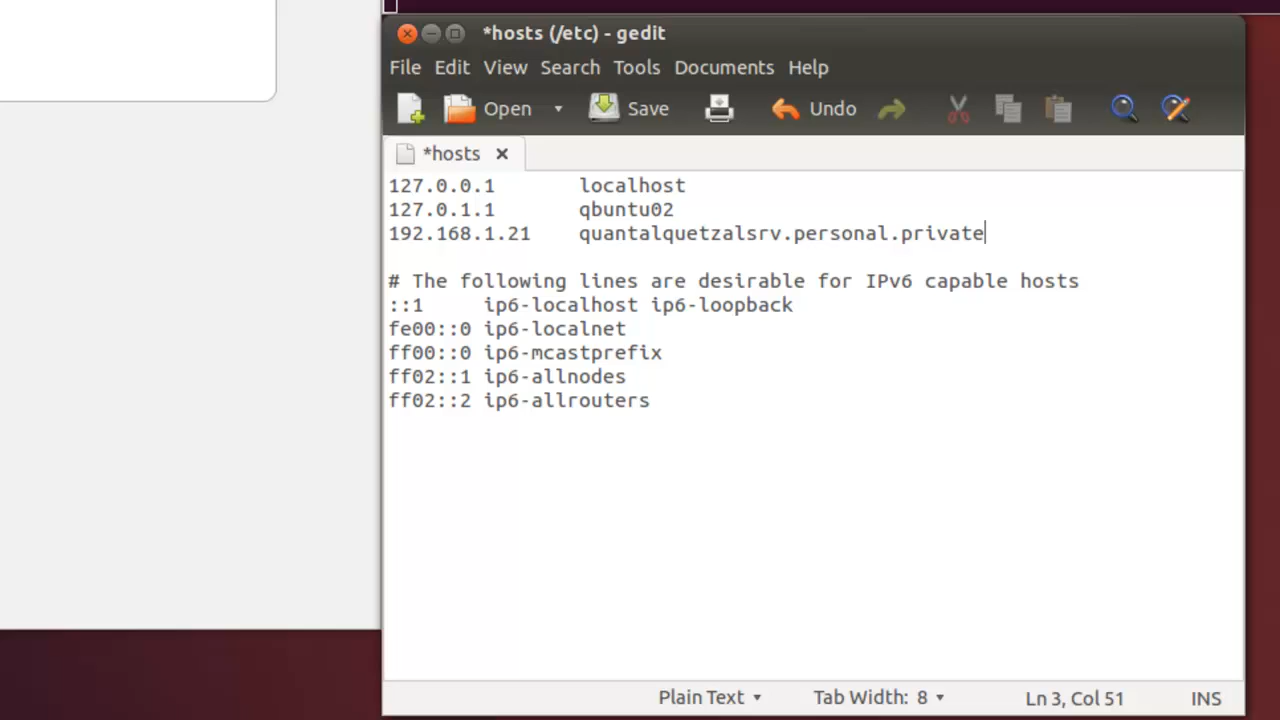 *hosts (/etc) - gedit
File Edit View Search Tools Documents Help
Open Save Undo
*hosts
127.0.0.1 localhost
127.0.1.1 qbuntu02
192.168.1.21 quantalquetzalsrv.personal.private
# The following lines are desirable for IPv6 capable hosts
::1 ip6-localhost ip6-loopback
fe00::0 ip6-localnet
ff00::0 ip6-mcastprefix
ff02::1 ip6-allnodes
ff02::2 ip6-allrouters
Plain Text Tab Width: 8 Ln 3, Col 51 INS